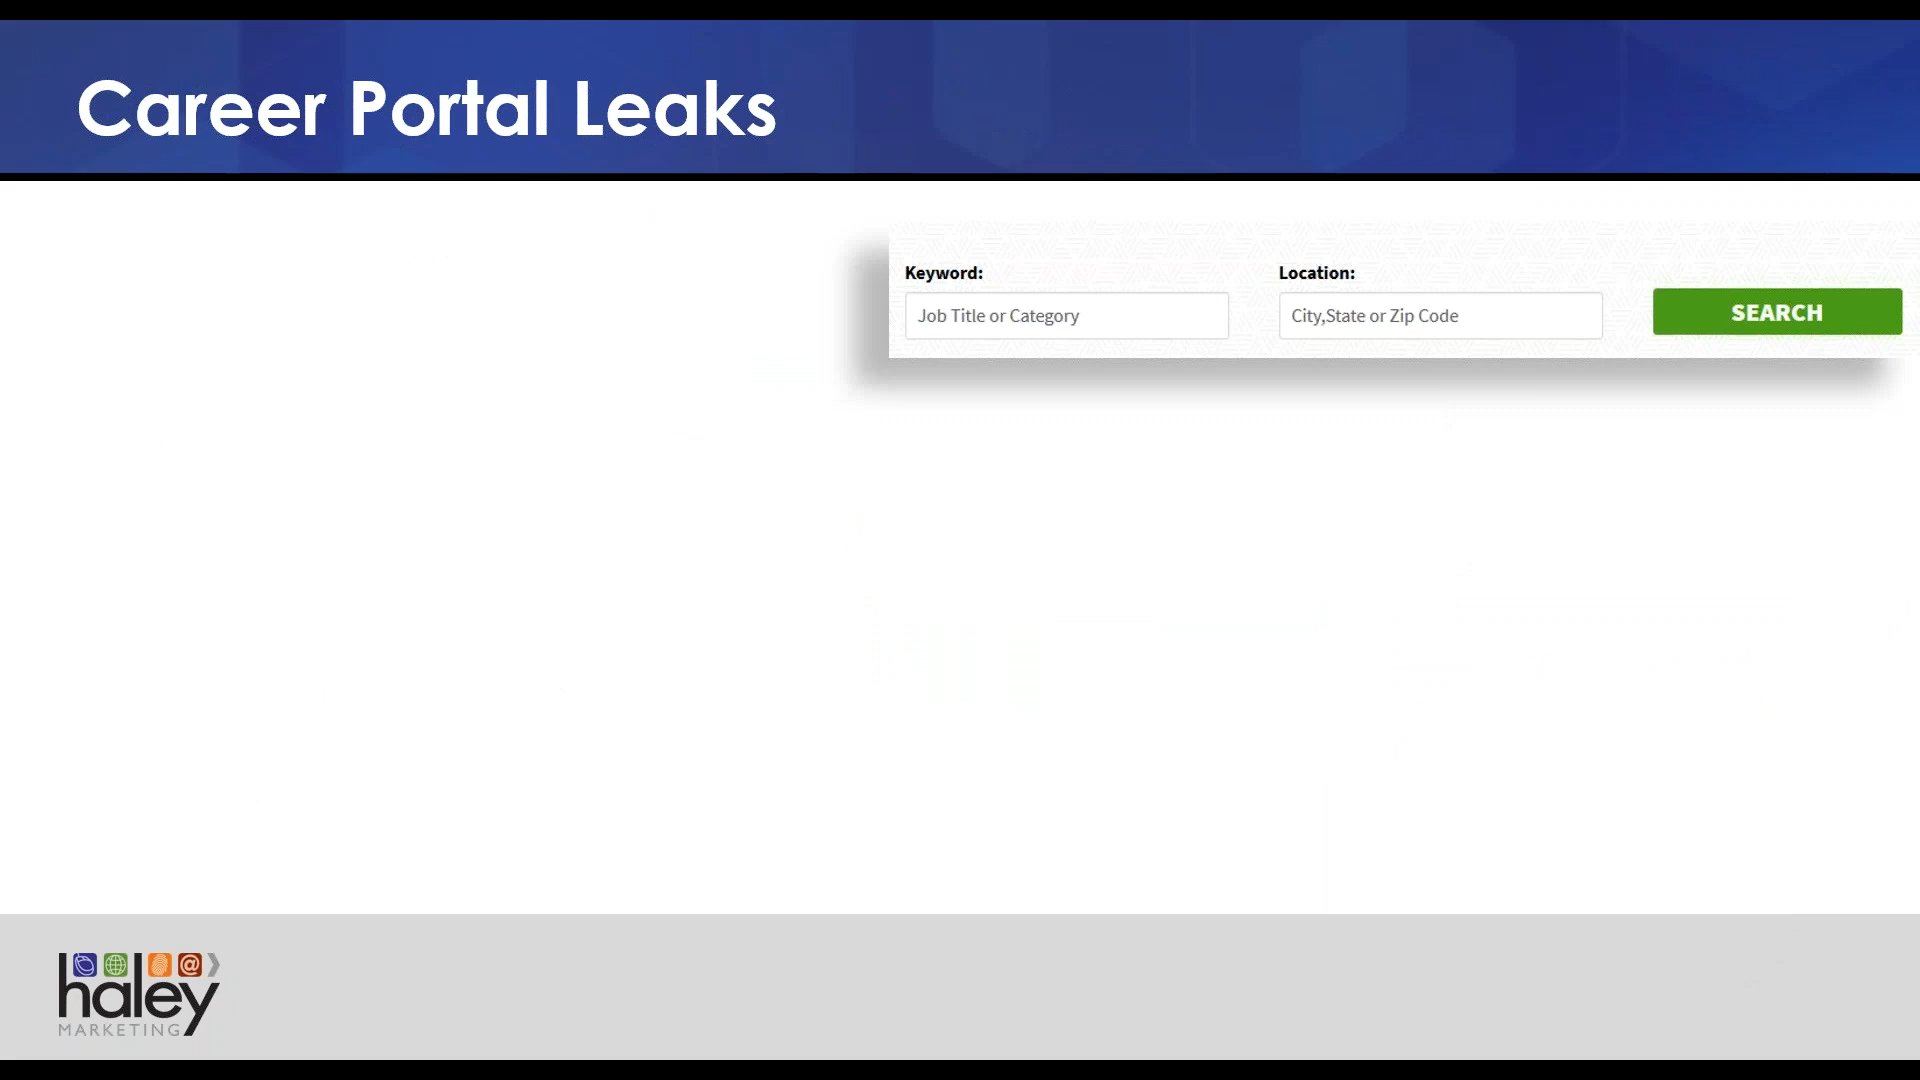 Career Portal Leaks
Keyword:
Location:
Job Title or Category
City,State or Zip Code
SEARCH
haley
MARKETING